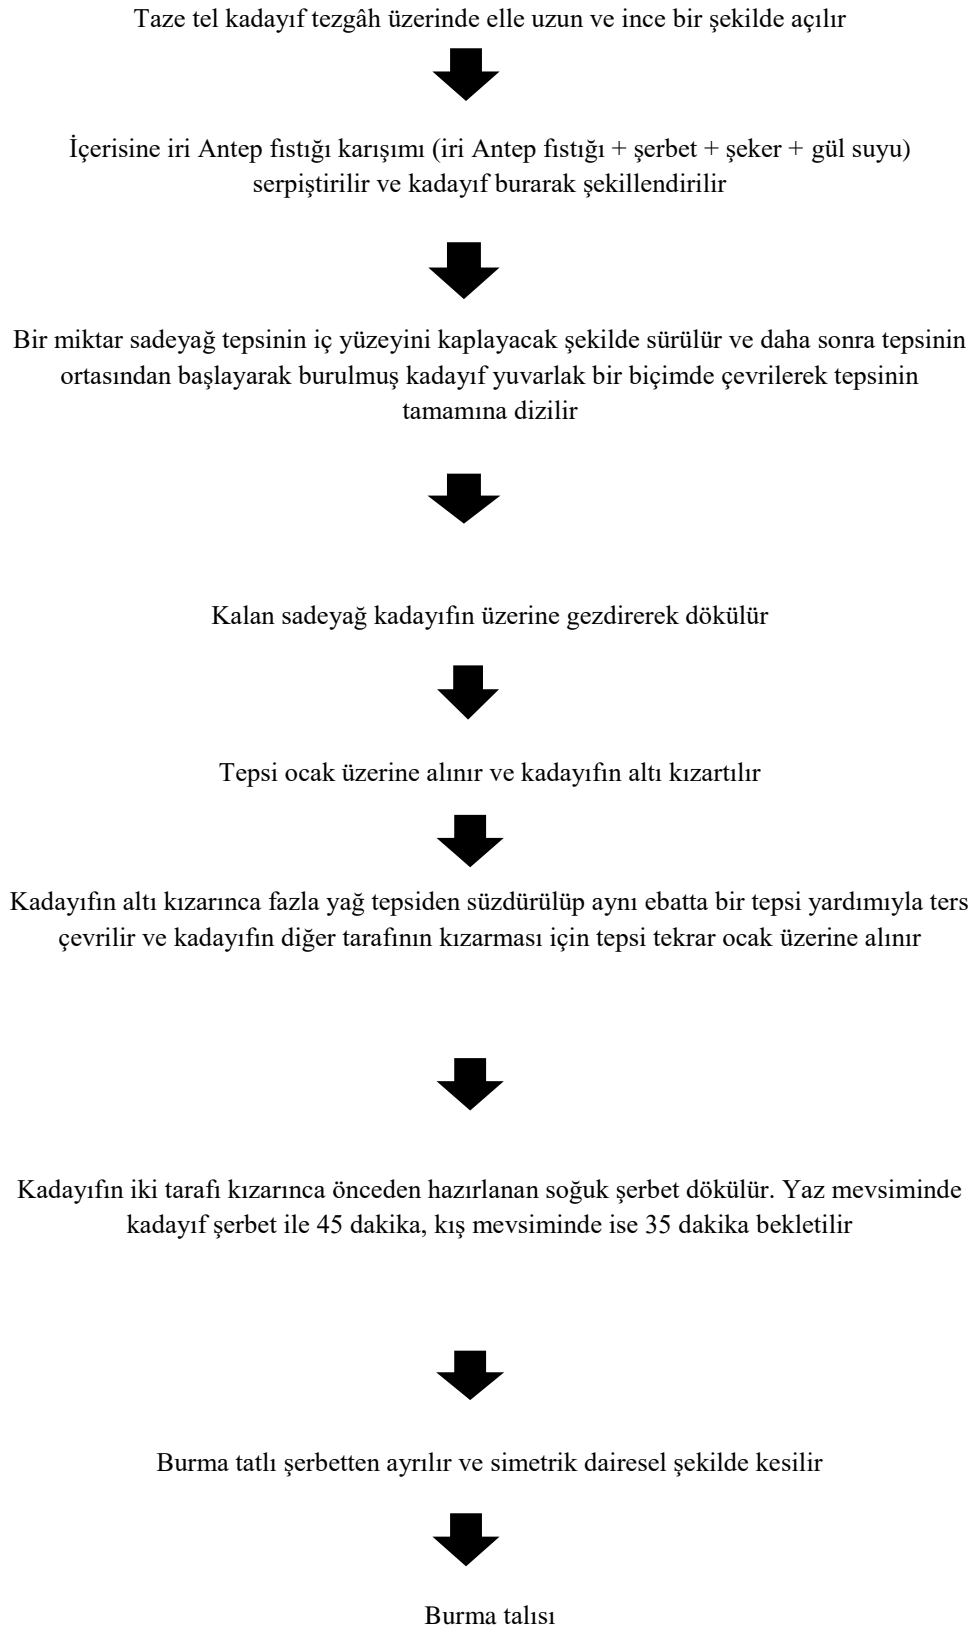 Taze tel kadayıf tezgâh üzerinde elle uzun ve ince bir şekilde açılır
İçerisine iri Antep fıstığı karışımı (iri Antep fıstığı + şerbet + şeker + gül suyu)
serpiştirilir ve kadayıf burarak şekillendirilir
Bir miktar sadeyağ tepsinin iç yüzeyini kaplayacak şekilde sürülür ve daha sonra tepsinin
ortasından başlayarak burulmuş kadayıf yuvarlak bir biçimde çevrilerek tepsinin
tamamına dizilir
Kalan sadeyağ kadayıfın üzerine gezdirerek dökülür
Tepsi ocak üzerine alınır ve kadayıfın altı kızartılır
Kadayıfın altı kızarınca fazla yağ tepsiden süzdürülüp aynı ebatta bir tepsi yardımıyla ters
çevrilir ve kadayıfın diğer tarafının kızarması için tepsi tekrar ocak üzerine alınır
Kadayıfın iki tarafı kızarınca önceden hazırlanan soğuk şerbet dökülür. Yaz mevsiminde
kadayıf şerbet ile 45 dakika, kış mevsiminde ise 35 dakika bekletilir
Burma tatlı şerbetten ayrılır ve simetrik dairesel şekilde kesilir
Burma talısı